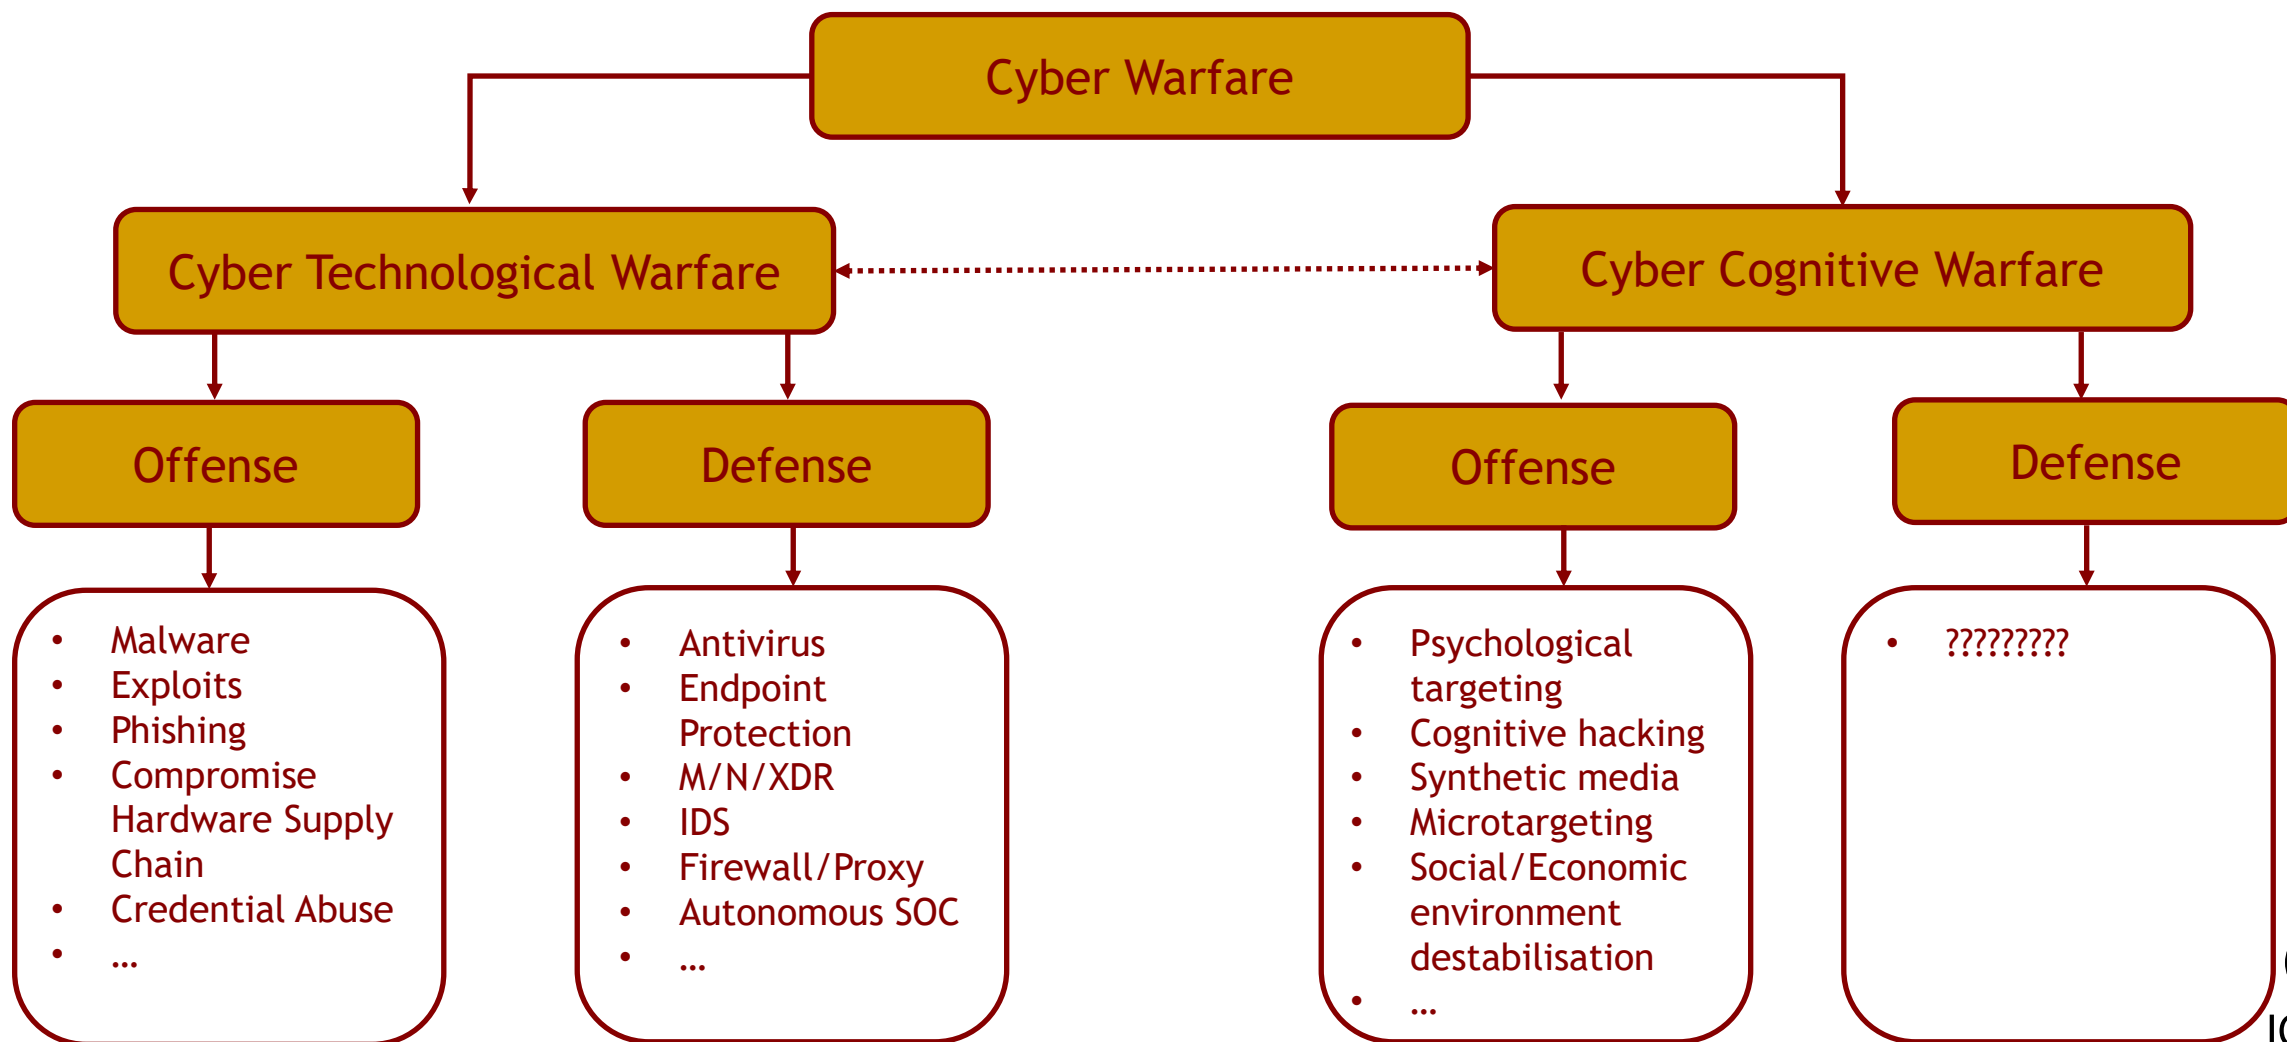 Cyber Warfare
Cyber Technological Warfare
Cyber Cognitive Warfare
Offense
Defense
Offense
Defense
• Malware
• Exploits
• Phishing
• Compromise
Hardware Supply
Chain
• Credential Abuse
• …
• Antivirus
• Endpoint
Protection
• M/N/XDR
• IDS
• Firewall/Proxy
• Autonomous SOC
• …
• Psychological
targeting
• Cognitive hacking
• Synthetic media
• Microtargeting
• Social/Economic
environment
destabilisation
• …
• ?????????